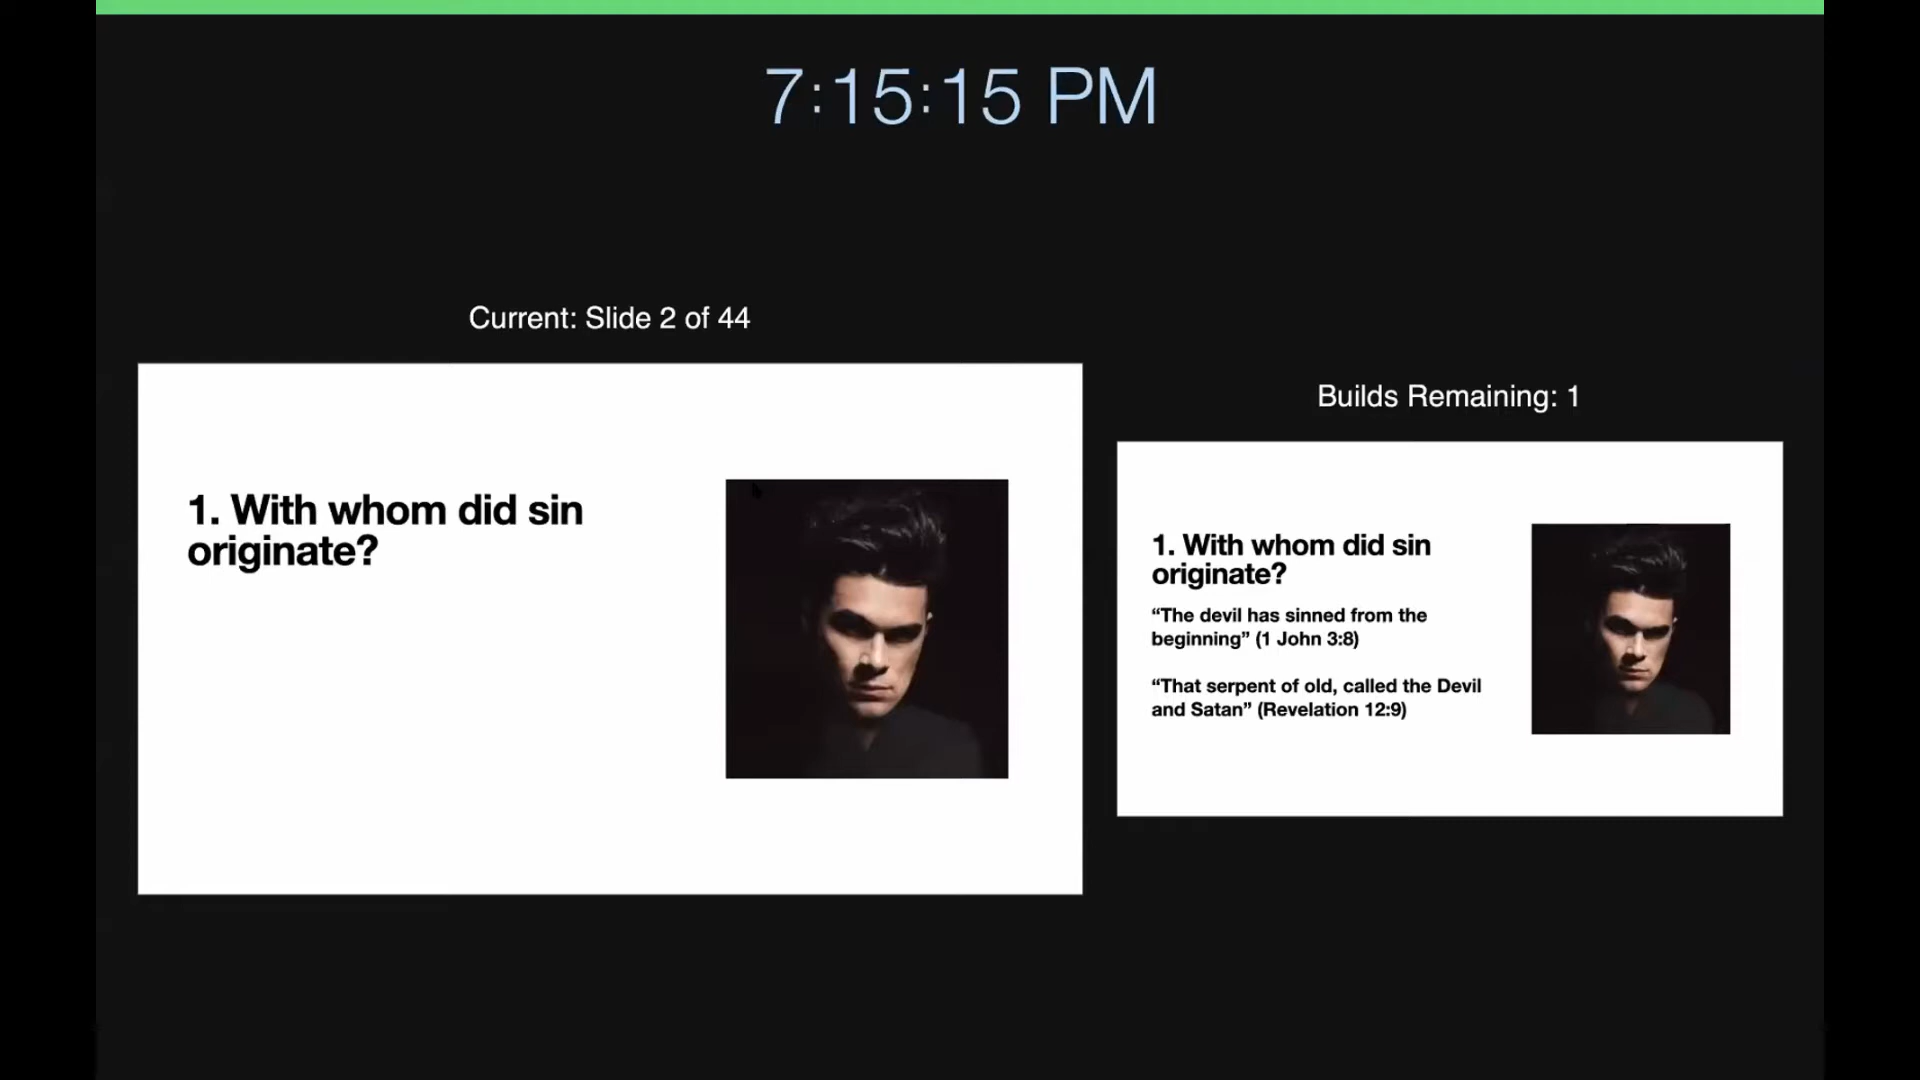 7:15:15 PM
Current: Slide 2 of 44
1. With whom did sin
originate?
Builds Remaining: 1
1. With whom did sin
originate?
“The devil has sinned from the
beginning” (1 John 3:8)
“That serpent of old, called the Devil
and Satan” (Revelation 12:9)